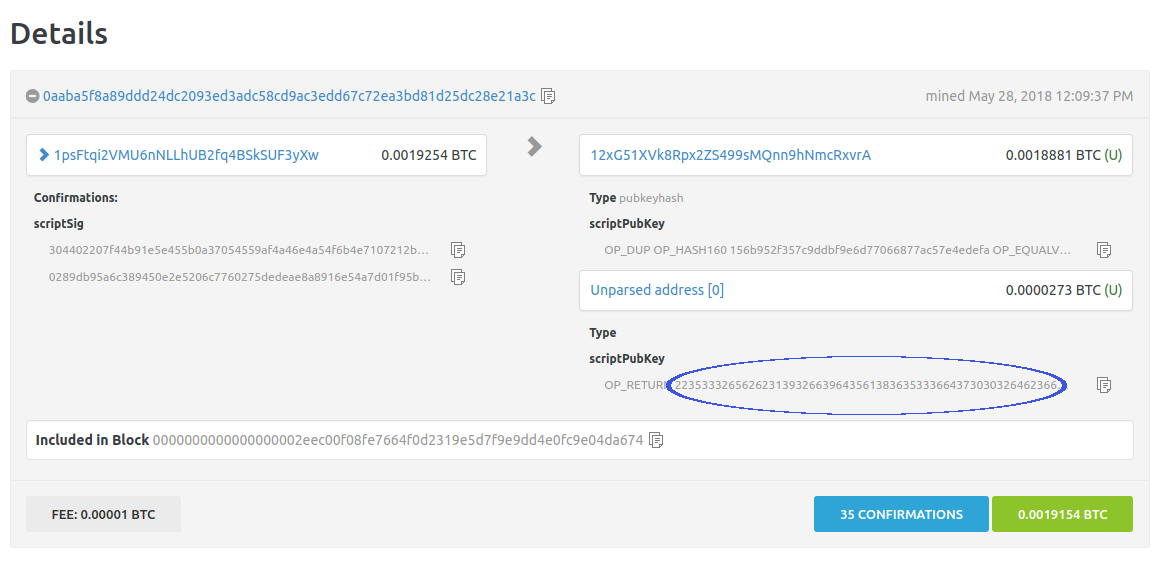 Details
0aaba5f8a89ddd24dc2093ed3adc58cd9ac3edd67c72ea3bd81d25dc28e21a3c
mined May 28, 2018 12:09:37 PM
1psFtqi2VMU6nNLLhUB2fq4BSkSUF3yXw 0.0019254 BTC
12xG51XVk8Rpx2ZS499sMQnn9hNmcRxvrA 0.0018881 BTC (U)
Confirmations:
scriptSig
304402207f44b91e5e455b0a37054559af4a46e4a54f6b4e7107212b...
0289db95a6c389450e2e5206c7760275dedeae8a8916e54a7d01f95b...
Type pubkeyhash
scriptPubKey
OP_DUP OP_HASH160 156b952f357c9ddbf9e6d77066877ac57e4edefa OP_EQUALV...
Unparsed address [0] 0.0000273 BTC (U)
Type
scriptPubKey
OP_RETURN 223533326562623139326639643561383635333664373030326462366...
Included in Block 0000000000000000002eec00f08fe7664f0d2319e5d7f9e9dd4e0fc9e04da674
FEE: 0.00001 BTC
35 CONFIRMATIONS
0.0019154 BTC